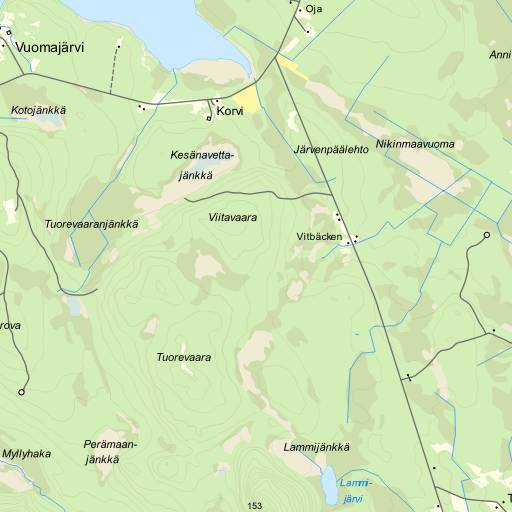 Oja
Vuomajärvi
Anni
Kotojänkkä
Korvi
Nikinmaavuoma
Järvenpäälehto
Kesänavetta-
jänkkä
Viitavaara
Tuorevaaranjänkkä
Vitbäcken
rova
Tuorevaara
Perämaan-
jänkkä
Lammijänkkä
Myllyhaka
Lammi-
järvi
T
153